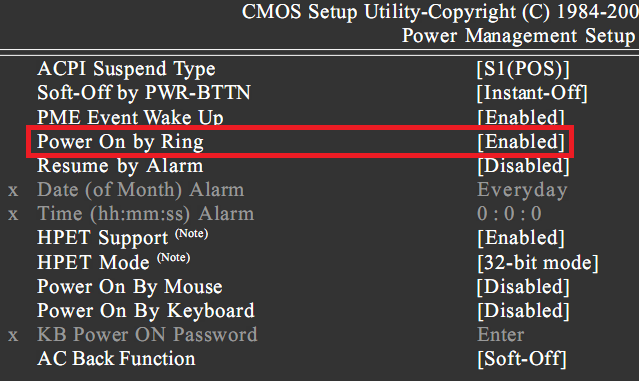 CMOS Setup Utility-Copyright (C) 1984-200
Power Management Setup
ACPI Suspend Type [S1(POS)]
Soft-Off by PWR-BTTN [Instant-Off]
PME Event Wake Up [Enabled]
Power On by Ring [Enabled]
Resume by Alarm [Disabled]
x Date (of Month) Alarm Everyday
x Time (hh:mm:ss) Alarm 0 : 0 : 0
HPET Support (Note) [Enabled]
HPET Mode (Note) [32-bit mode]
Power On By Mouse [Disabled]
Power On By Keyboard [Disabled]
x KB Power ON Password Enter
AC Back Function [Soft-Off]